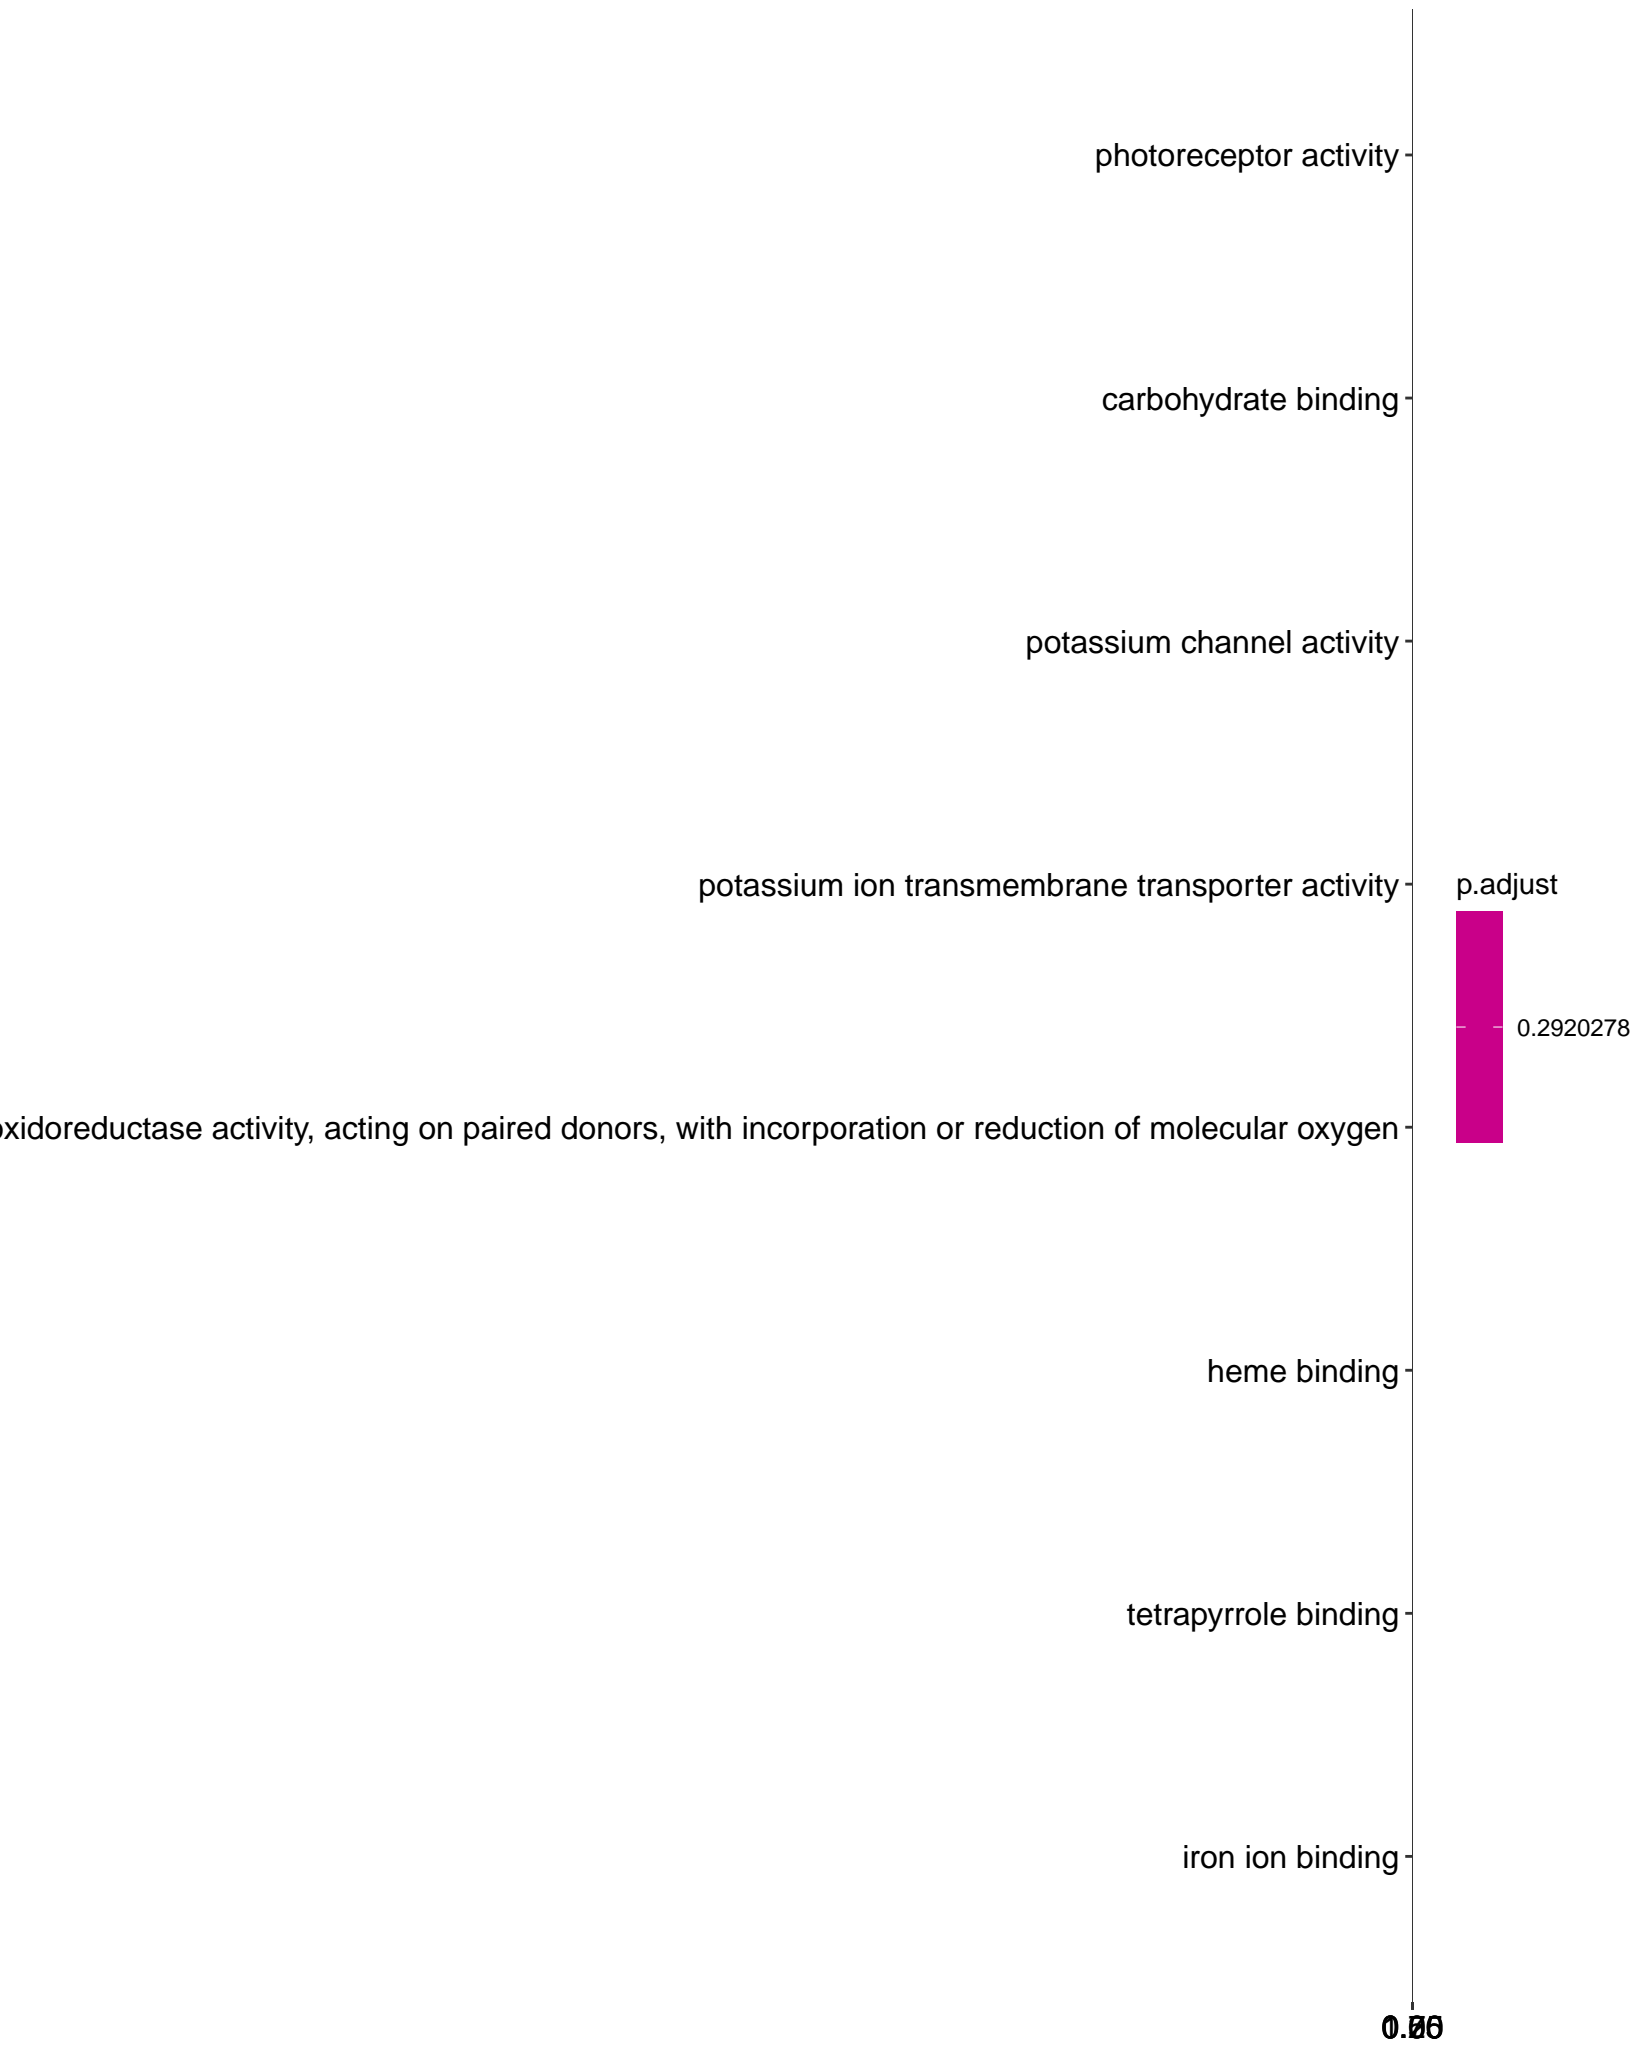 photoreceptor activity
carbohydrate binding
potassium channel activity
potassium ion transmembrane transporter activity
p.adjust
0.2920278
oxidoreductase activity, acting on paired donors, with incorporation or reduction of molecular oxygen
heme binding
tetrapyrrole binding
iron ion binding